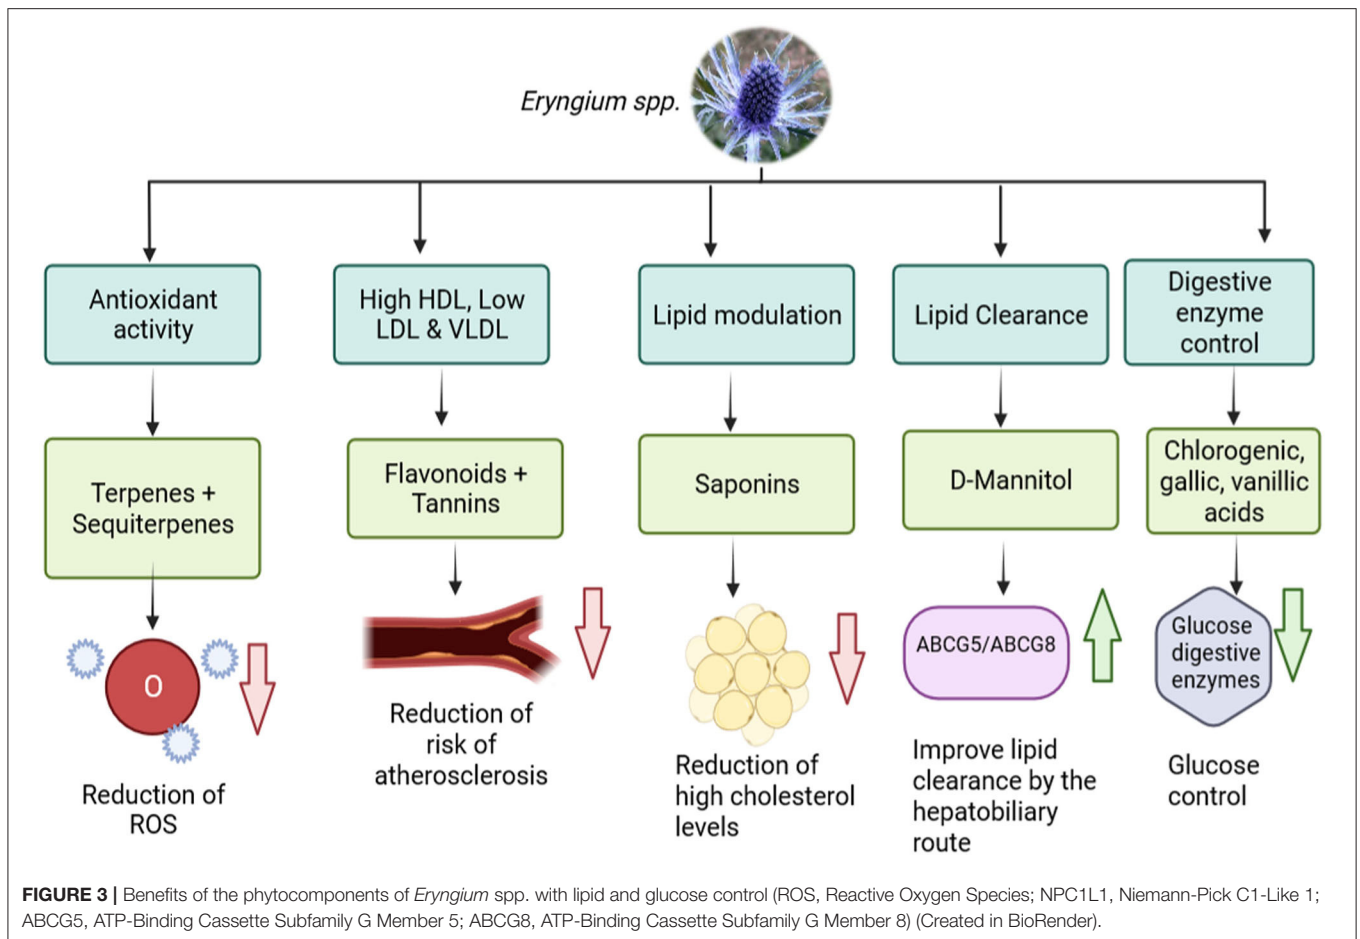 Eryngium spp.
Antioxidant
activity
High HDL, Low
LDL & VLDL
Lipid modulation
Lipid Clearance
Digestive
enzyme
control
Terpenes +
Sequiterpenes
Flavonoids +
Tannins
Saponins
D-Mannitol
Chlorogenic,
gallic, vanillic
acids
O
Reduction of
ROS
Reduction of
risk of
atherosclerosis
Reduction of
high cholesterol
levels
ABCG5/ABCG8
Improve lipid
clearance by the
hepatobiliary
route
Glucose
digestive
enzymes
Glucose
control
FIGURE 3 | Benefits of the phytocomponents of Eryngium spp. with lipid and glucose control (ROS, Reactive Oxygen Species; NPC1L1, Niemann-Pick C1-Like 1;
ABCG5, ATP-Binding Cassette Subfamily G Member 5; ABCG8, ATP-Binding Cassette Subfamily G Member 8) (Created in BioRender).